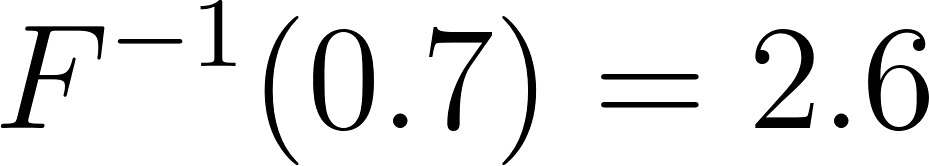 F⁻¹(0.7) = 2.6